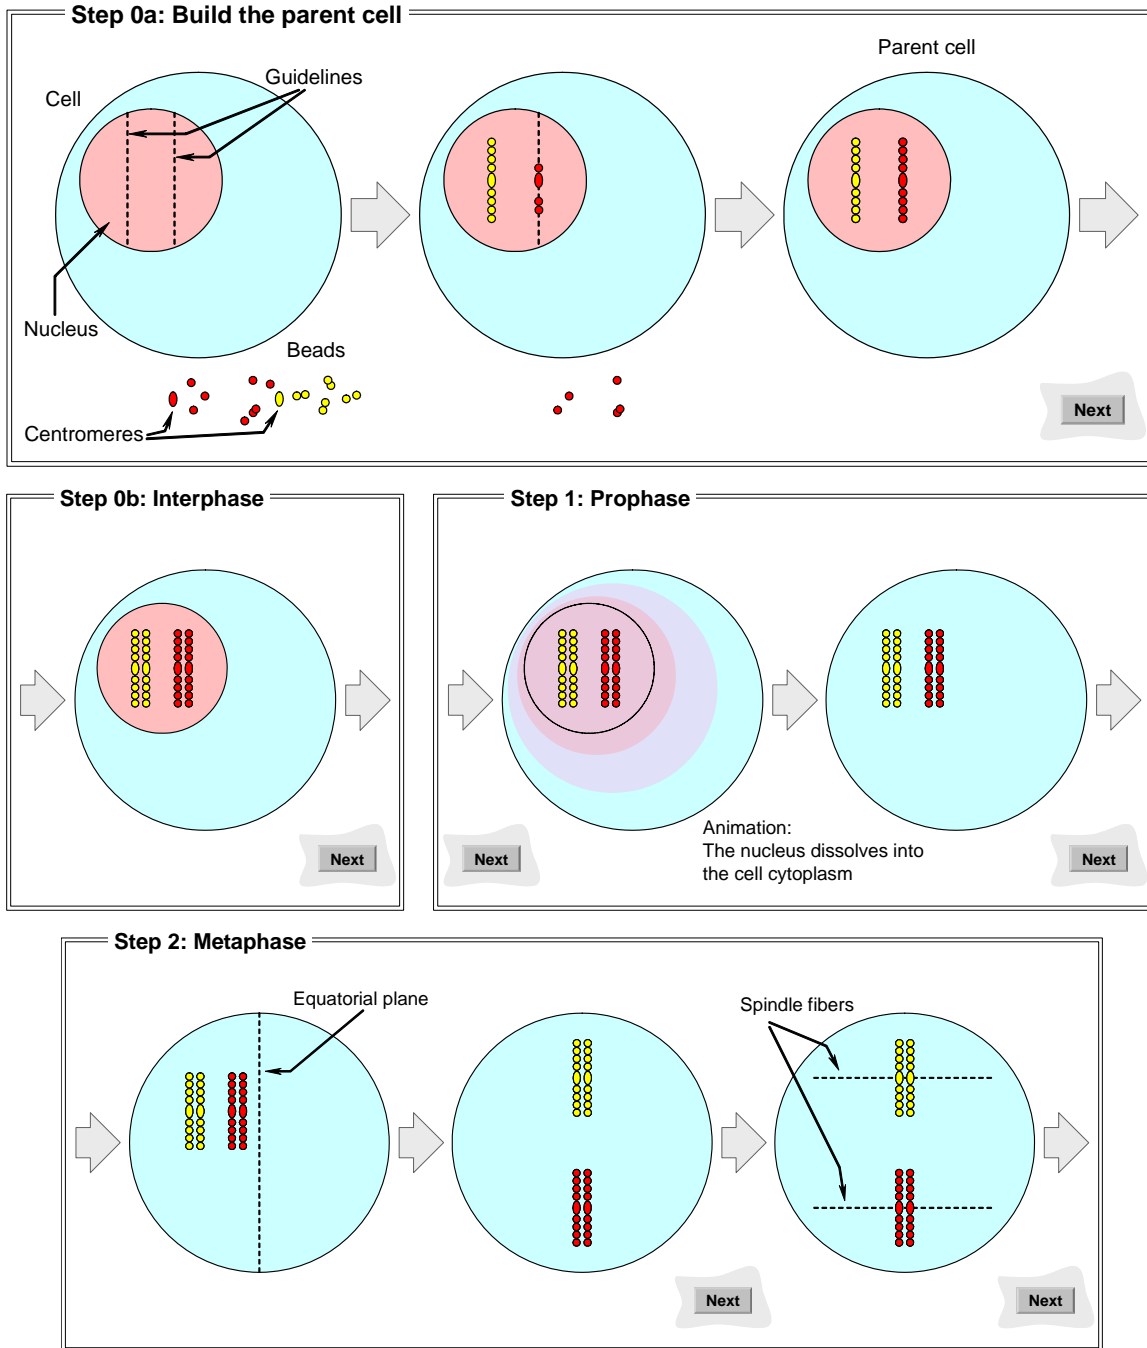 Step 0a: Build the parent cell
Parent cell
Guidelines
Cell
Nucleus
Beads
Centromeres
Next
Step 0b: Interphase
Next
Step 1: Prophase
Animation:
The nucleus dissolves into
the cell cytoplasm
Next
Next
Step 2: Metaphase
Equatorial plane
Spindle fibers
Next
Next